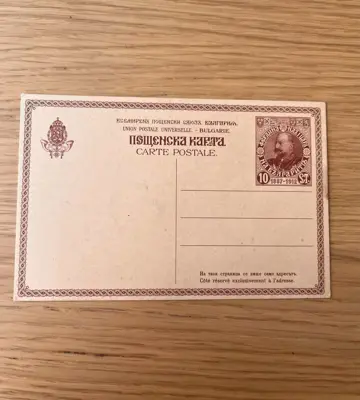 ВСЕМИРЕНЪ ПОЩЕНСКИ СЪЮЗЪ. БЪЛГАРИЯ.
UNION POSTALE UNIVERSELLE. - BULGARIE.
ПОЩЕНСКА КАРТА.
CARTE POSTALE.
10 Ст.
1887-1912
На тази страница се пише само адресътъ.
Côté réservé exclusivement à l'adresse